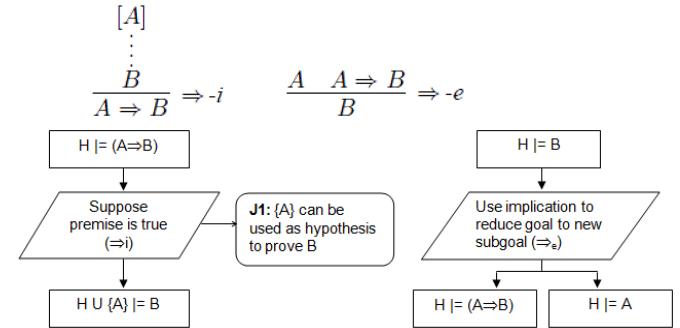 [A]
⋮
B
A ⇒ B
⇒-i
A A ⇒ B
B
⇒-e
H |= (A⇒B)
Suppose
premise is true
(⇒i)
J1: {A} can be
used as hypothesis
to prove B
H U {A} |= B
H |= B
Use implication to
reduce goal to new
subgoal (⇒e)
H |= (A⇒B)
H |= A